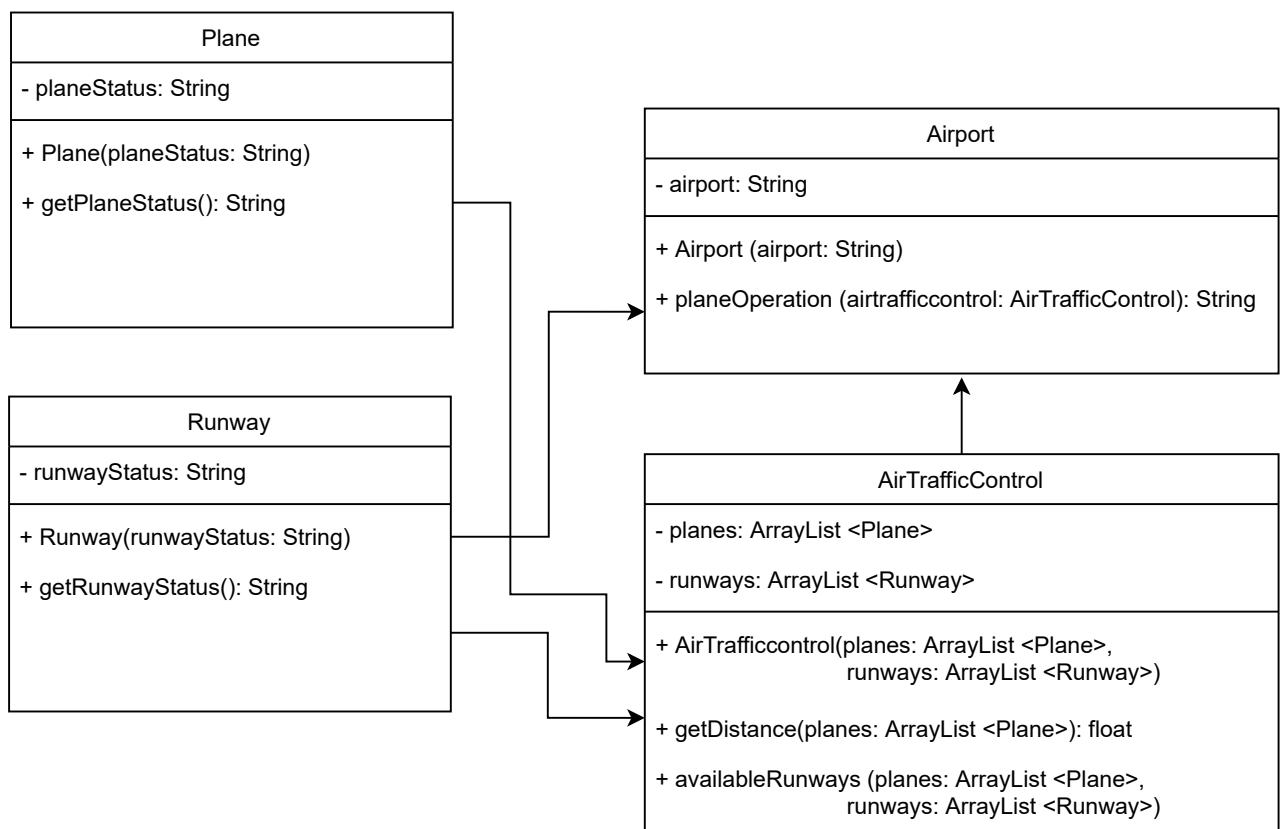 Plane
- planeStatus: String
+ Plane(planeStatus: String)
+ getPlaneStatus(): String
Runway
- runwayStatus: String
+ Runway(runwayStatus: String)
+ getRunwayStatus(): String
Airport
- airport: String
+ Airport (airport: String)
+ planeOperation (airtrafficcontrol: AirTrafficControl): String
AirTrafficControl
- planes: ArrayList <Plane>
- runways: ArrayList <Runway>
+ AirTrafficcontrol(planes: ArrayList <Plane>,
runways: ArrayList <Runway>)
+ getDistance(planes: ArrayList <Plane>): float
+ availableRunways (planes: ArrayList <Plane>,
runways: ArrayList <Runway>)